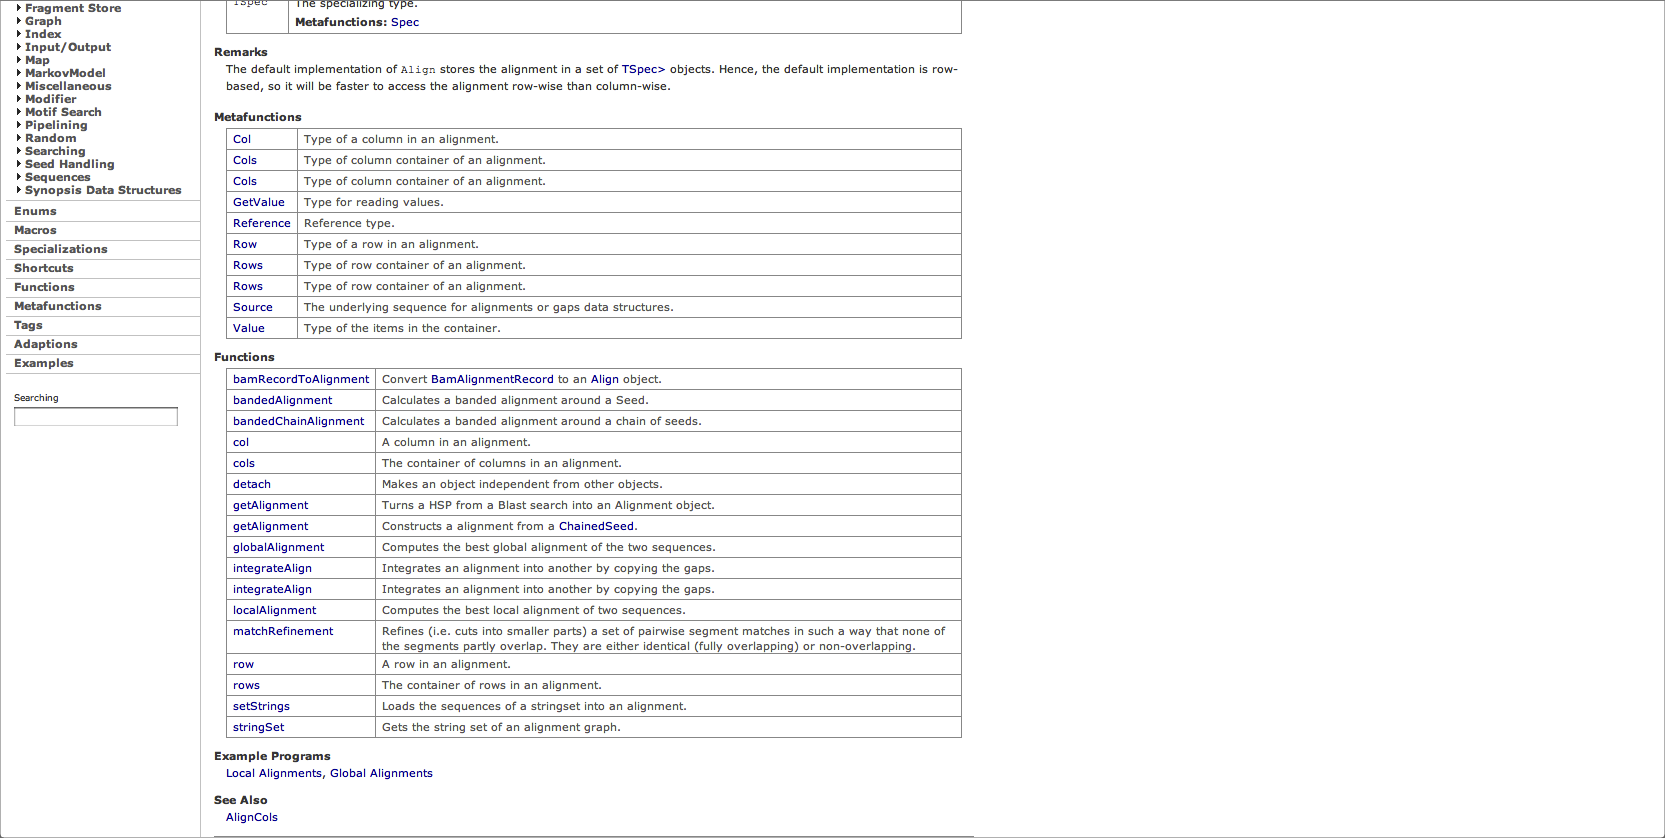 Fragment Store
Graph
Index
Input/Output
Map
MarkovModel
Miscellaneous
Modifier
Motif Search
Pipelining
Random
Searching
Seed Handling
Sequences
Synopsis Data Structures
Enums
Macros
Specializations
Shortcuts
Functions
Metafunctions
Tags
Adaptions
Examples
Searching
TSpec The specializing type.
Metafunctions: Spec
Remarks
The default implementation of Align stores the alignment in a set of TSpec> objects. Hence, the default implementation is row-
based, so it will be faster to access the alignment row-wise than column-wise.
Metafunctions
Col Type of a column in an alignment.
Cols Type of column container of an alignment.
Cols Type of column container of an alignment.
GetValue Type for reading values.
Reference Reference type.
Row Type of a row in an alignment.
Rows Type of row container of an alignment.
Rows Type of row container of an alignment.
Source The underlying sequence for alignments or gaps data structures.
Value Type of the items in the container.
Functions
bamRecordToAlignment Convert BamAlignmentRecord to an Align object.
bandedAlignment Calculates a banded alignment around a Seed.
bandedChainAlignment Calculates a banded alignment around a chain of seeds.
col A column in an alignment.
cols The container of columns in an alignment.
detach Makes an object independent from other objects.
getAlignment Turns a HSP from a Blast search into an Alignment object.
getAlignment Constructs a alignment from a ChainedSeed.
globalAlignment Computes the best global alignment of the two sequences.
integrateAlign Integrates an alignment into another by copying the gaps.
integrateAlign Integrates an alignment into another by copying the gaps.
localAlignment Computes the best local alignment of two sequences.
matchRefinement Refines (i.e. cuts into smaller parts) a set of pairwise segment matches in such a way that none of
the segments partly overlap. They are either identical (fully overlapping) or non-overlapping.
row A row in an alignment.
rows The container of rows in an alignment.
setStrings Loads the sequences of a stringset into an alignment.
stringSet Gets the string set of an alignment graph.
Example Programs
Local Alignments, Global Alignments
See Also
AlignCols